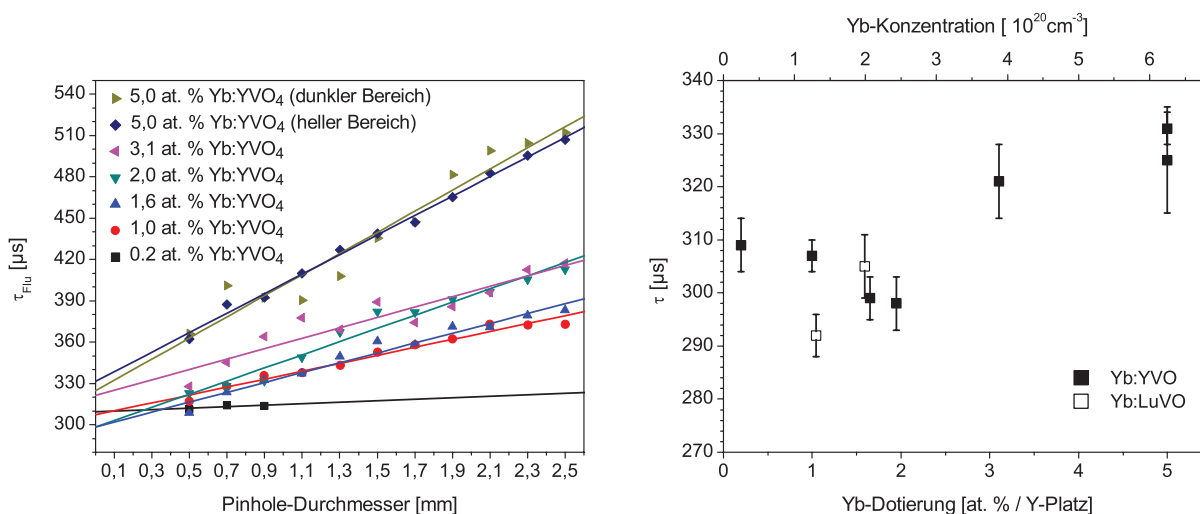 540
510
480
450
420
390
360
330
300
τFlu [µs]
5,0 at. % Yb:YVO4 (dunkler Bereich)
5,0 at. % Yb:YVO4 (heller Bereich)
3,1 at. % Yb:YVO4
2,0 at. % Yb:YVO4
1,6 at. % Yb:YVO4
1,0 at. % Yb:YVO4
0.2 at. % Yb:YVO4
0,1 0,3 0,5 0,7 0,9 1,1 1,3 1,5 1,7 1,9 2,1 2,3 2,5
Pinhole-Durchmesser [mm]
Yb-Konzentration [ 10²⁰cm⁻³]
0 1 2 3 4 5 6
340
330
320
310
300
290
280
270
τ [µs]
Yb:YVO
Yb:LuVO
0 1 2 3 4 5
Yb-Dotierung [at. % / Y-Platz]